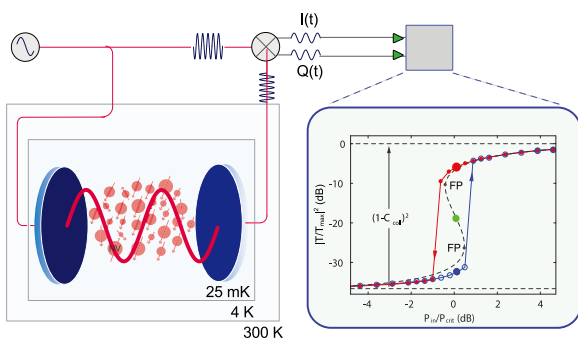 I(t)
Q(t)
25 mK
4 K
300 K
0
-10
-20
-30
|T/T_max|² (dB)
(1-C_coll)²
FP
FP
-4
-2
0
2
4
P_in/P_crit (dB)